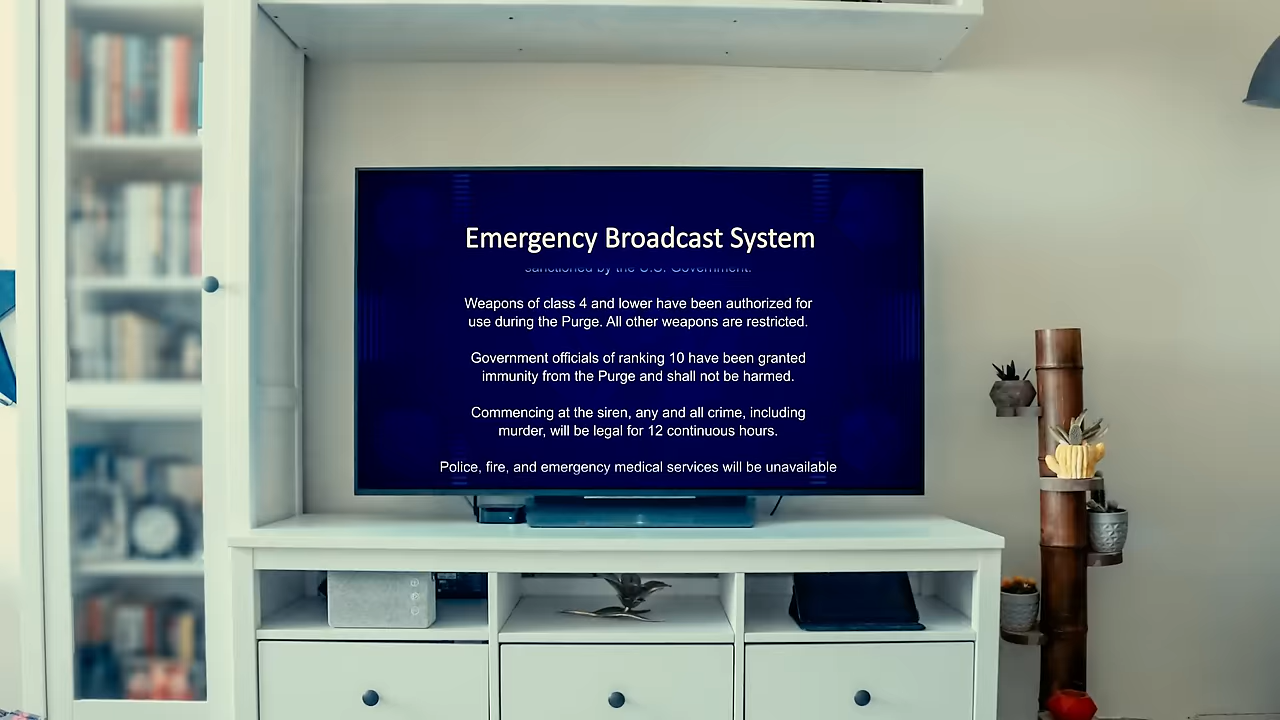 Emergency Broadcast System
sanctioned by the U.S. Government.
Weapons of class 4 and lower have been authorized for
use during the Purge. All other weapons are restricted.
Government officials of ranking 10 have been granted
immunity from the Purge and shall not be harmed.
Commencing at the siren, any and all crime, including
murder, will be legal for 12 continuous hours.
Police, fire, and emergency medical services will be unavailable